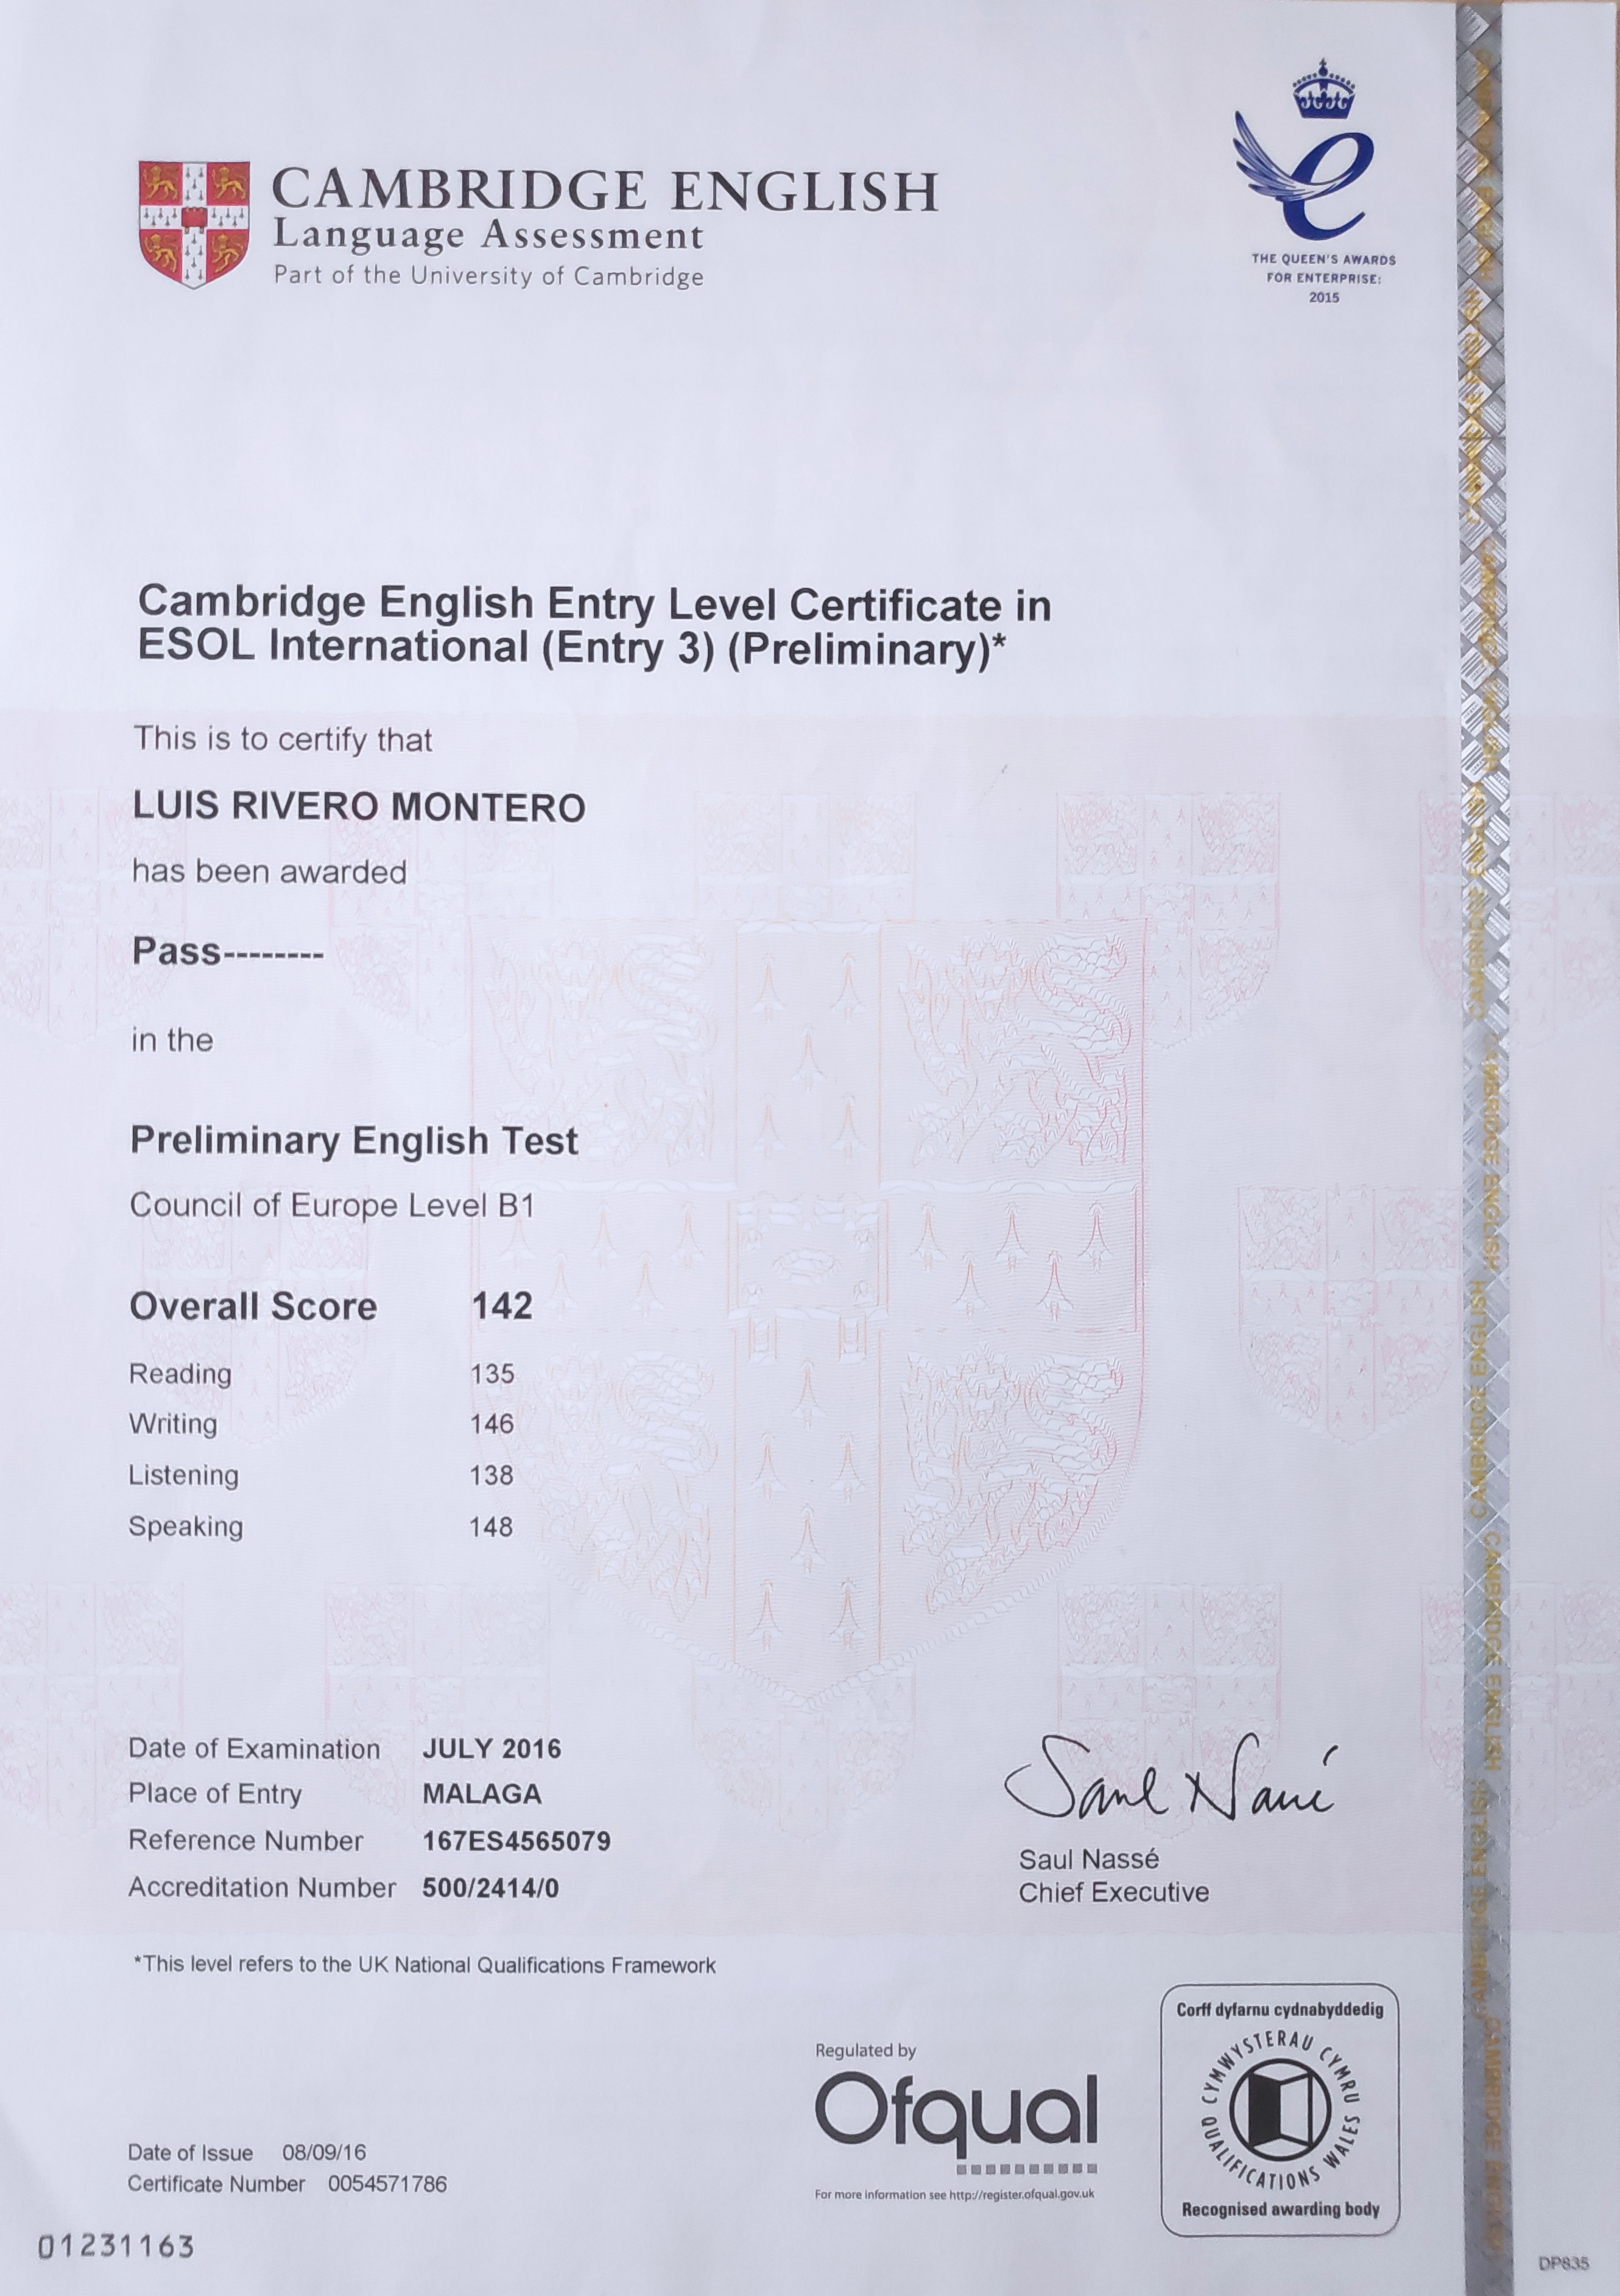 CAMBRIDGE ENGLISH
Language Assessment
Part of the University of Cambridge
THE QUEEN'S AWARDS
FOR ENTERPRISE:
2015
Cambridge English Entry Level Certificate in
ESOL International (Entry 3) (Preliminary)*
This is to certify that
LUIS RIVERO MONTERO
has been awarded
Pass--------
in the
Preliminary English Test
Council of Europe Level B1
Overall Score 142
Reading 135
Writing 146
Listening 138
Speaking 148
Date of Examination JULY 2016
Place of Entry MALAGA
Reference Number 167ES4565079
Accreditation Number 500/2414/0
Saul Nassé
Saul Nassé
Chief Executive
*This level refers to the UK National Qualifications Framework
Regulated by
Ofqual
For more information see http://register.ofqual.gov.uk
Corff dyfarnu cydnabyddedig
CYMWYSTERAU CYMRU
QUALIFICATIONS WALES
Recognised awarding body
Date of Issue 08/09/16
Certificate Number 0054571786
01231163
DP835
CAMBRIDGE ENGLISH CAMBRIDGE ENGLISH